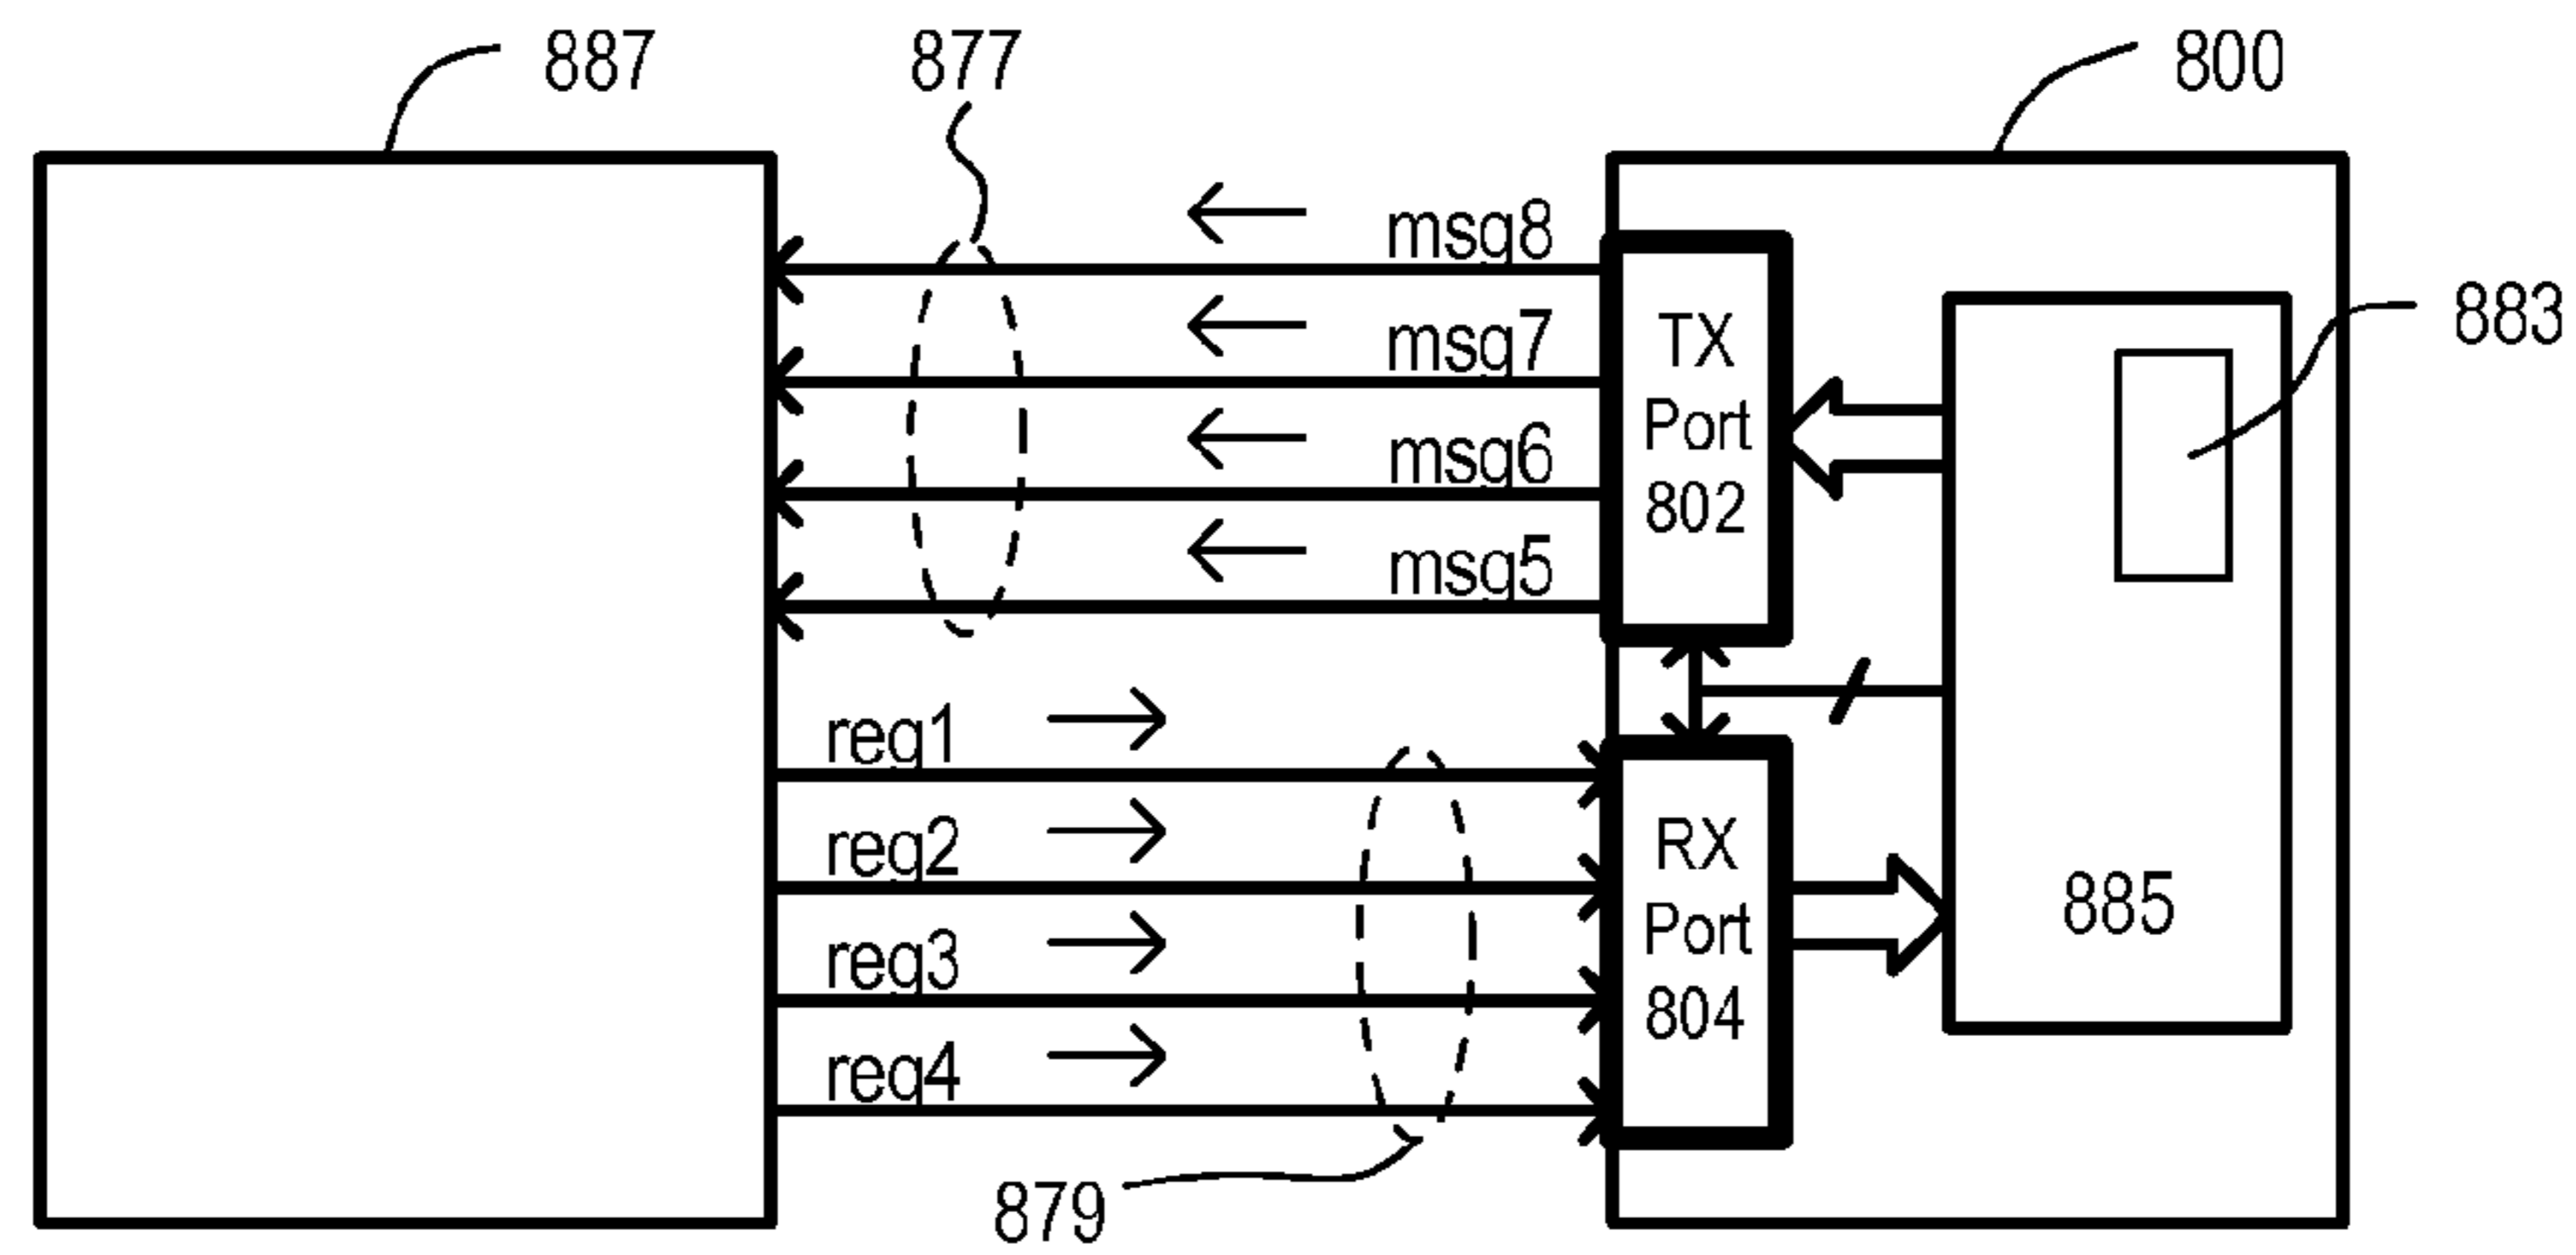 887
877
800
msg8
883
msg7
TX
Port
802
msg6
msg5
req1
req2
RX
Port
804
885
req3
req4
879